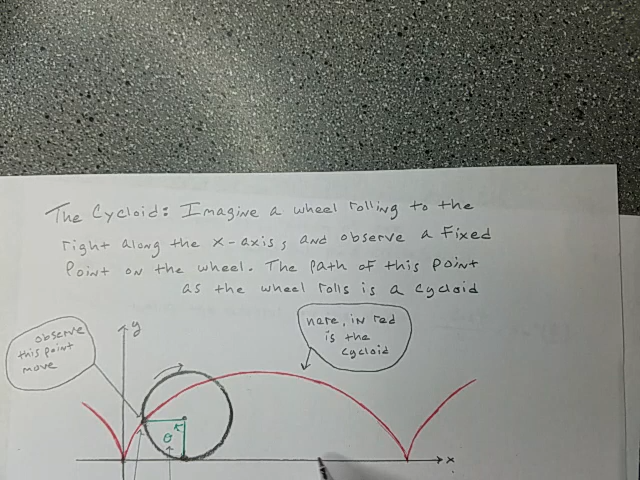 The Cycloid: Imagine a wheel rolling to the
right along the x-axis, and observe a fixed
Point on the wheel. The path of this point
as the wheel rolls is a cycloid
observe
this point
move
y
here, in red
is the
cycloid
θ
x